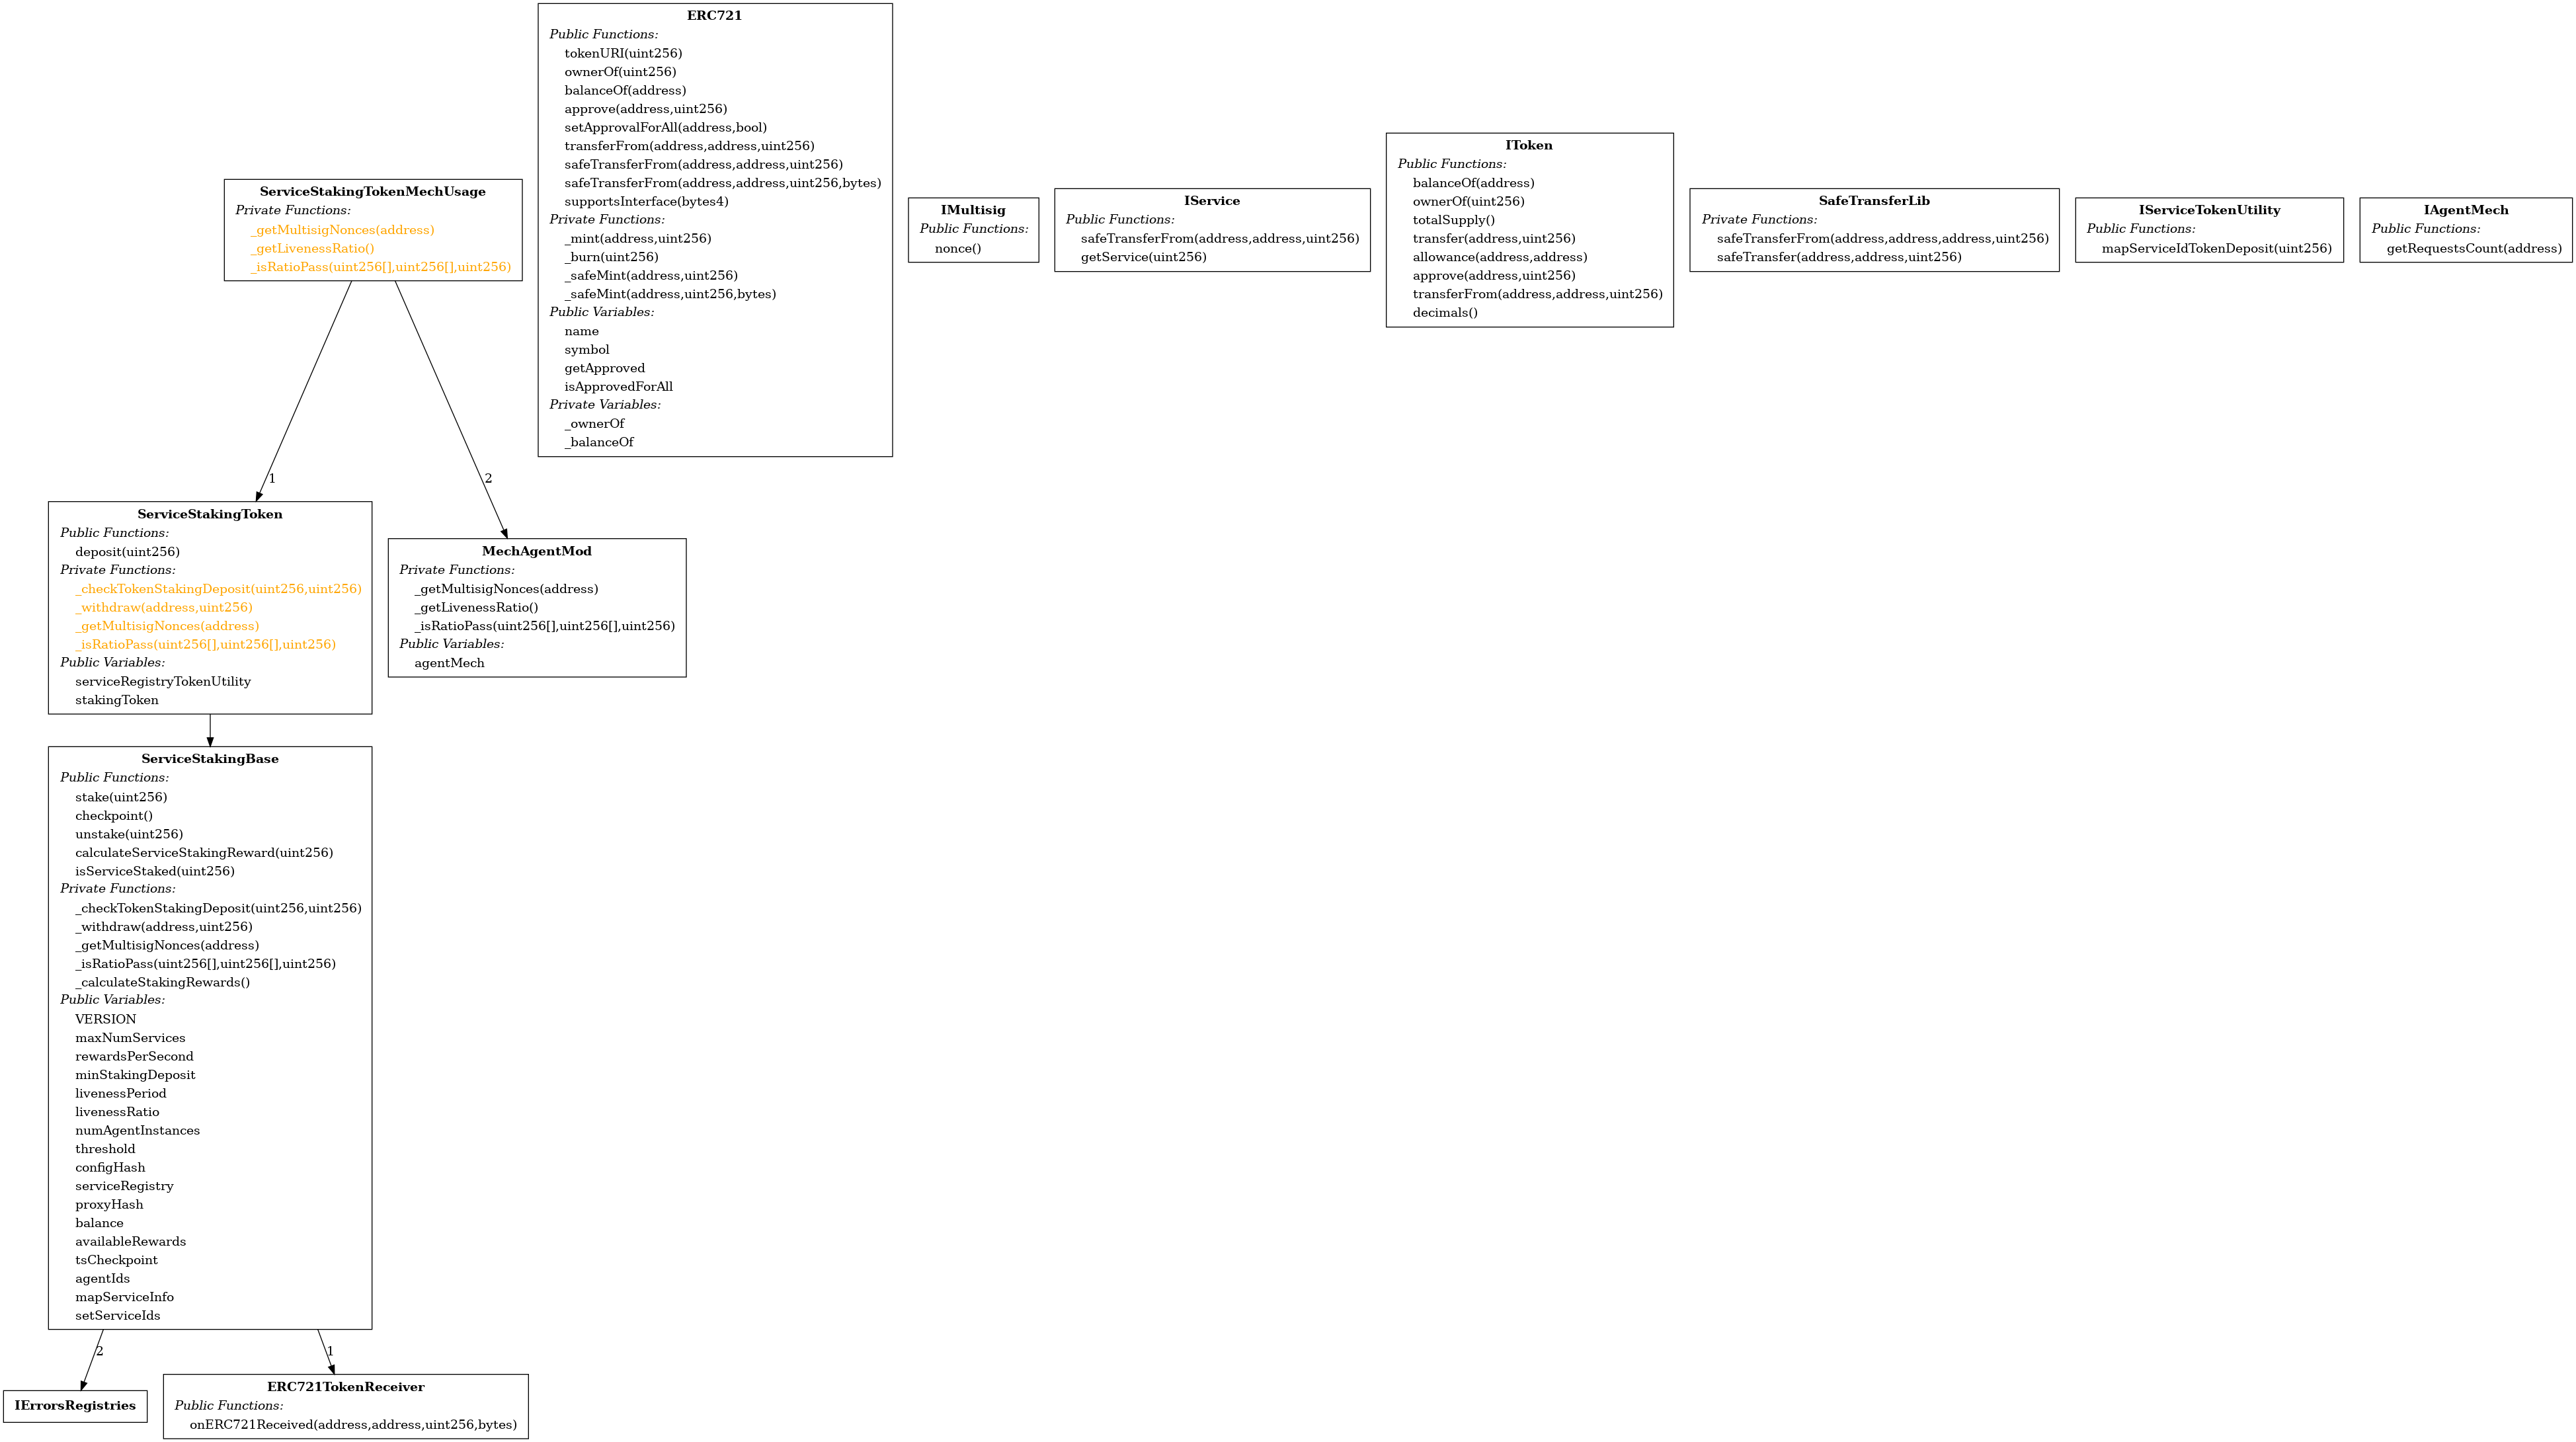 ServiceStakingTokenMechUsage
Private Functions:
_getMultisigNonces(address)
_getLivenessRatio()
_isRatioPass(uint256[],uint256[],uint256)
1
2
ServiceStakingToken
Public Functions:
deposit(uint256)
Private Functions:
_checkTokenStakingDeposit(uint256,uint256)
_withdraw(address,uint256)
_getMultisigNonces(address)
_isRatioPass(uint256[],uint256[],uint256)
Public Variables:
serviceRegistryTokenUtility
stakingToken
MechAgentMod
Private Functions:
_getMultisigNonces(address)
_getLivenessRatio()
_isRatioPass(uint256[],uint256[],uint256)
Public Variables:
agentMech
ServiceStakingBase
Public Functions:
stake(uint256)
checkpoint()
unstake(uint256)
calculateServiceStakingReward(uint256)
isServiceStaked(uint256)
Private Functions:
_checkTokenStakingDeposit(uint256,uint256)
_withdraw(address,uint256)
_getMultisigNonces(address)
_isRatioPass(uint256[],uint256[],uint256)
_calculateStakingRewards()
Public Variables:
VERSION
maxNumServices
rewardsPerSecond
minStakingDeposit
livenessPeriod
livenessRatio
numAgentInstances
threshold
configHash
serviceRegistry
proxyHash
balance
availableRewards
tsCheckpoint
agentIds
mapServiceInfo
setServiceIds
2
1
IErrorsRegistries
ERC721TokenReceiver
Public Functions:
onERC721Received(address,address,uint256,bytes)
ERC721
Public Functions:
tokenURI(uint256)
ownerOf(uint256)
balanceOf(address)
approve(address,uint256)
setApprovalForAll(address,bool)
transferFrom(address,address,uint256)
safeTransferFrom(address,address,uint256)
safeTransferFrom(address,address,uint256,bytes)
supportsInterface(bytes4)
Private Functions:
_mint(address,uint256)
_burn(uint256)
_safeMint(address,uint256)
_safeMint(address,uint256,bytes)
Public Variables:
name
symbol
getApproved
isApprovedForAll
Private Variables:
_ownerOf
_balanceOf
IMultisig
Public Functions:
nonce()
IService
Public Functions:
safeTransferFrom(address,address,uint256)
getService(uint256)
IToken
Public Functions:
balanceOf(address)
ownerOf(uint256)
totalSupply()
transfer(address,uint256)
allowance(address,address)
approve(address,uint256)
transferFrom(address,address,uint256)
decimals()
SafeTransferLib
Private Functions:
safeTransferFrom(address,address,address,uint256)
safeTransfer(address,address,uint256)
IServiceTokenUtility
Public Functions:
mapServiceIdTokenDeposit(uint256)
IAgentMech
Public Functions:
getRequestsCount(address)